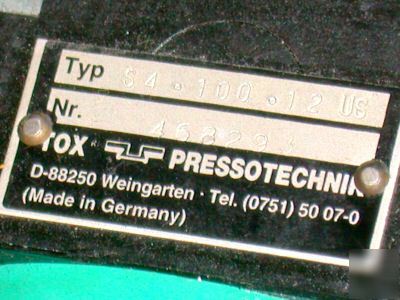 Typ S4.100.12 US
Nr.
TOX® PRESSOTECHNIK
D-88250 Weingarten · Tel. (0751) 50 07-0
(Made in Germany)